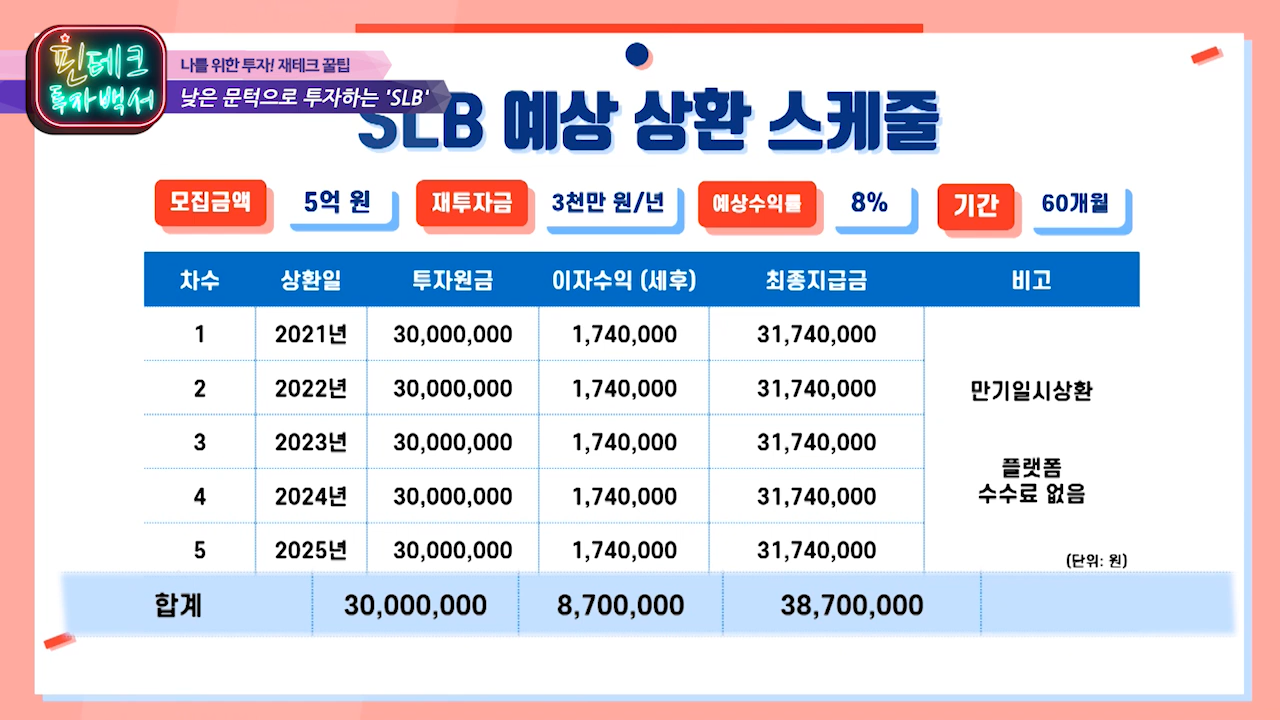 핀테크
투자백서
나를 위한 투자! 재테크 꿀팁
낮은 문턱으로 투자하는 'SLB'
SLB 예상 상환 스케줄
모집금액 5억 원 재투자금 3천만 원/년 예상수익률 8% 기간 60개월
차수 상환일 투자원금 이자수익 (세후) 최종지급금 비고
1 2021년 30,000,000 1,740,000 31,740,000
2 2022년 30,000,000 1,740,000 31,740,000 만기일시상환
3 2023년 30,000,000 1,740,000 31,740,000
플랫폼
4 2024년 30,000,000 1,740,000 31,740,000 수수료 없음
5 2025년 30,000,000 1,740,000 31,740,000 (단위: 원)
합계 30,000,000 8,700,000 38,700,000